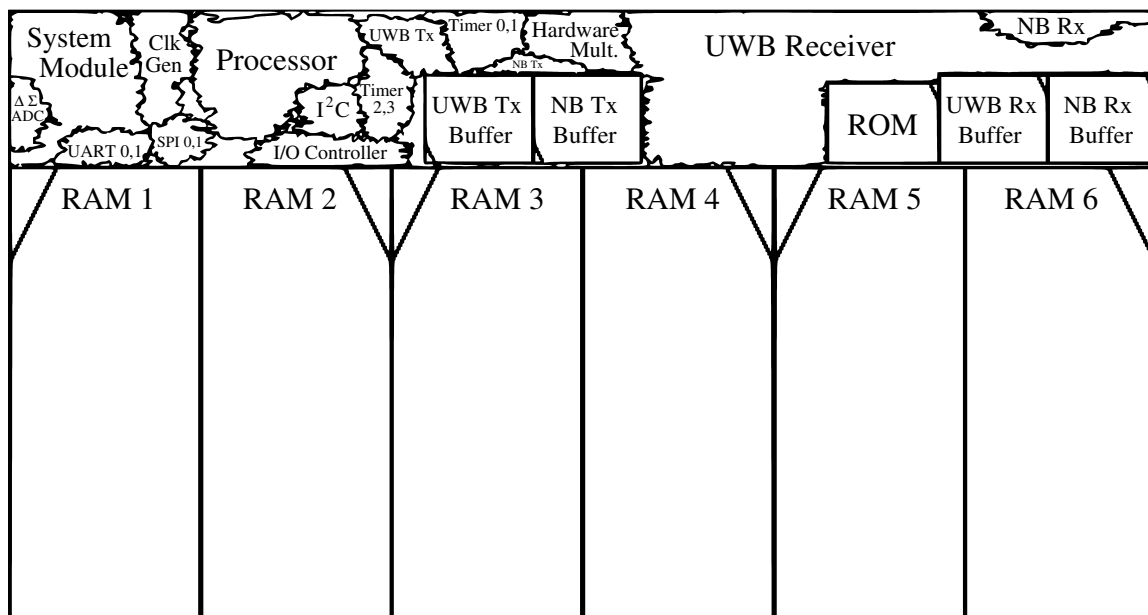 System
Module
Clk
Gen
Processor
UWB Tx
Timer 0,1
Hardware
Mult.
NB Tx
UWB Receiver
NB Rx
Δ Σ
ADC
I²C
Timer
2,3
UWB Tx
Buffer
NB Tx
Buffer
ROM
UWB Rx
Buffer
NB Rx
Buffer
UART 0,1
SPI 0,1
I/O Controller
RAM 1
RAM 2
RAM 3
RAM 4
RAM 5
RAM 6